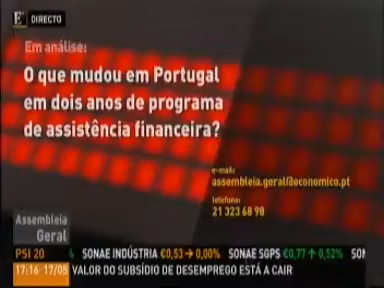 E DIRECTO
Em análise:
O que mudou em Portugal
em dois anos de programa
de assistência financeira?
e-mail:
assembleia.geral@economico.pt
telefone:
21 323 68 98
Assembleia
Geral
PSI 20 SONAE INDÚSTRIA €0,53 → 0,00% SONAE SGPS €0,77 ↑ 0,52% SON
17:16 17/05 VALOR DO SUBSÍDIO DE DESEMPREGO ESTÁ A CAIR